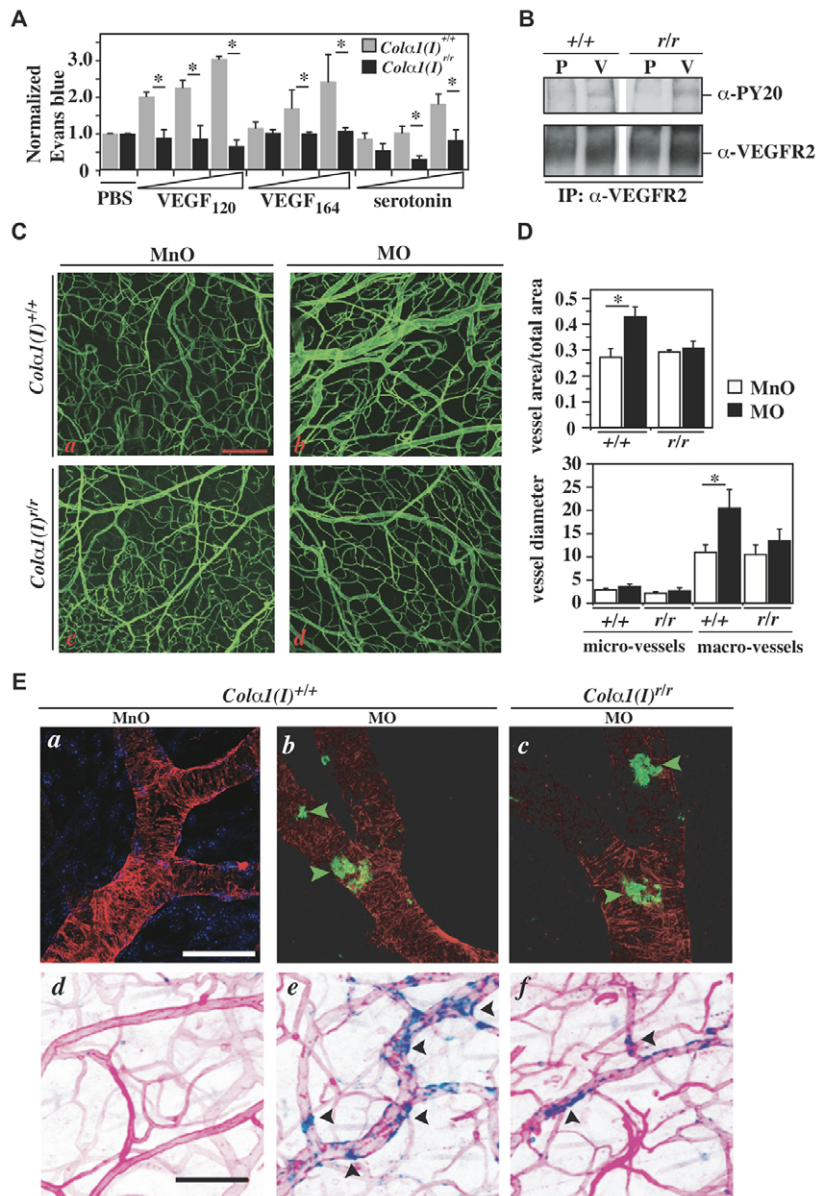 A
Normalized
Evans blue
3.0
2.0
1.0
0
Colα1(I)+/+
Colα1(I)r/r
* * * * * * *
PBS
VEGF120
VEGF164
serotonin
B
+/+ r/r
P V P V
α-PY20
α-VEGFR2
IP: α-VEGFR2
C
MnO MO
Colα1(I)+/+
a b
Colα1(I)r/r
c d
D
vessel area/total area
0.5
0.4
0.3
0.2
0.1
0
*
+/+ r/r
MnO
MO
vessel diameter
30
25
20
15
10
5
0
*
+/+ r/r +/+ r/r
micro-vessels macro-vessels
E
Colα1(I)+/+ Colα1(I)r/r
MnO MO MO
a b c
d e f